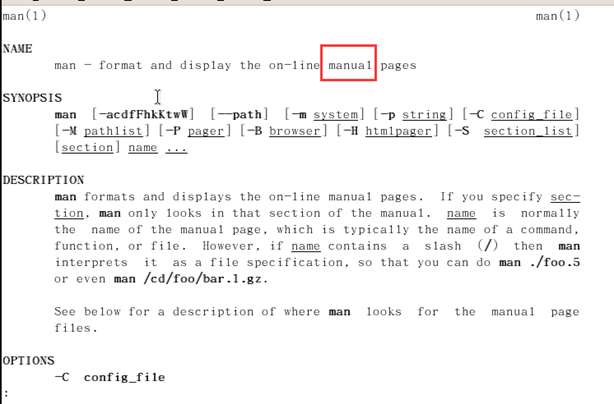 man(1) man(1)
NAME
man - format and display the on-line manual pages
SYNOPSIS
man [-acdfFhkKtwW] [--path] [-m system] [-p string] [-C config_file]
[-M pathlist] [-P pager] [-B browser] [-H htmlpager] [-S section_list]
[section] name ...
DESCRIPTION
man formats and displays the on-line manual pages. If you specify sec-
tion, man only looks in that section of the manual. name is normally
the name of the manual page, which is typically the name of a command,
function, or file. However, if name contains a slash (/) then man
interprets it as a file specification, so that you can do man ./foo.5
or even man /cd/foo/bar.1.gz.
See below for a description of where man looks for the manual page
files.
OPTIONS
-C config_file
: